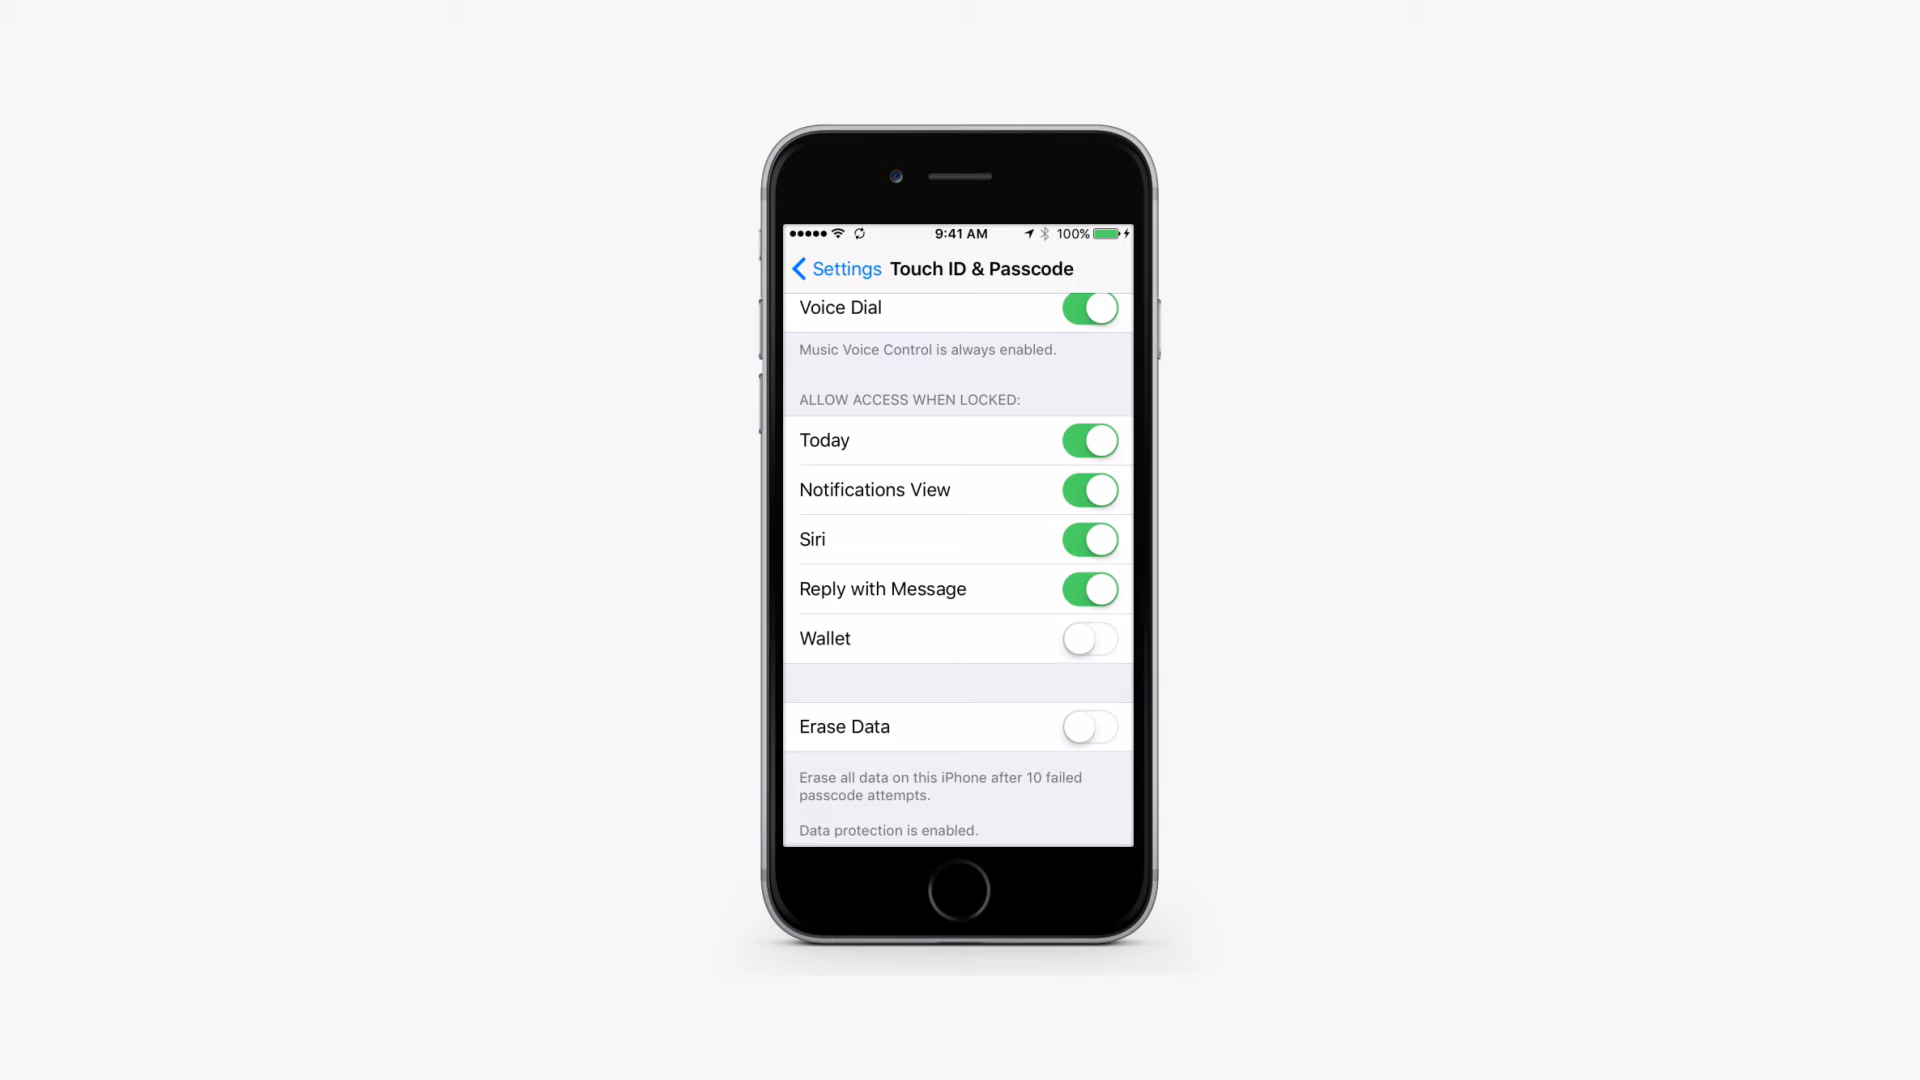 9:41 AM 100%
Settings Touch ID & Passcode
Voice Dial
Music Voice Control is always enabled.
ALLOW ACCESS WHEN LOCKED:
Today
Notifications View
Siri
Reply with Message
Wallet
Erase Data
Erase all data on this iPhone after 10 failed
passcode attempts.
Data protection is enabled.